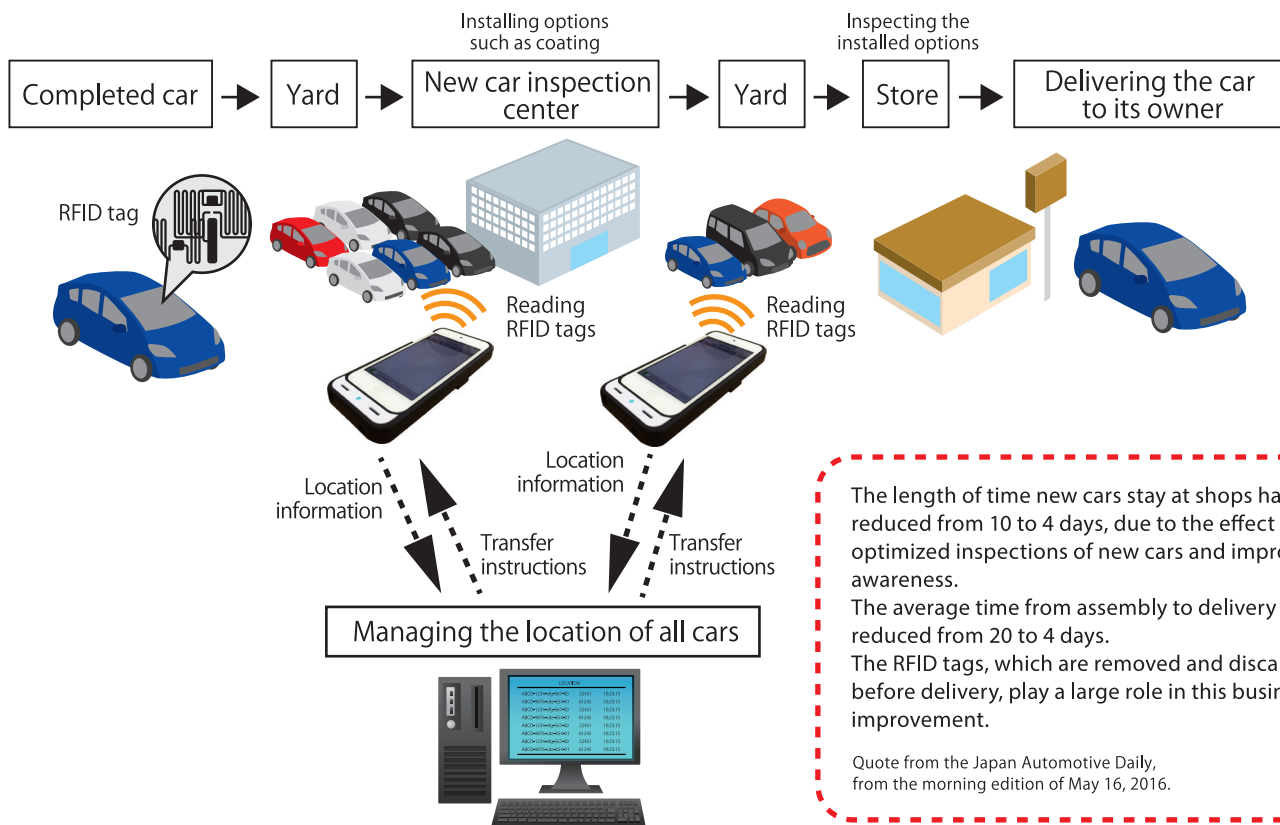 Installing options
such as coating
Inspecting the
installed options
Completed car
Yard
New car inspection
center
Yard
Store
Delivering the car
to its owner
RFID tag
Reading
RFID tags
Reading
RFID tags
Location
information
Transfer
instructions
Location
information
Transfer
instructions
Managing the location of all cars
LOCATION
The length of time new cars stay at shops ha
reduced from 10 to 4 days, due to the effect
optimized inspections of new cars and impr
awareness.
The average time from assembly to delivery
reduced from 20 to 4 days.
The RFID tags, which are removed and disca
before delivery, play a large role in this busi
improvement.
Quote from the Japan Automotive Daily,
from the morning edition of May 16, 2016.